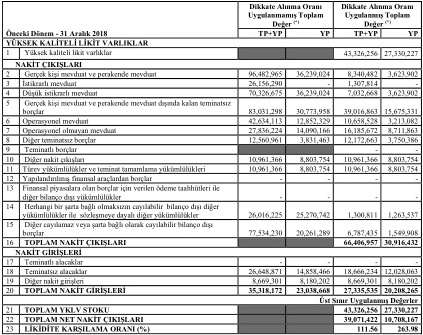 Dikkate Alınma Oranı Uygulanmamış Toplam Değer (*) Dikkate Alınma Oranı Uygulanmış Toplam Değer (*)
Önceki Dönem - 31 Aralık 2018 TP+YP YP TP+YP YP
YÜKSEK KALİTELİ LİKİT VARLIKLAR
1 Yüksek kaliteli likit varlıklar 43,326,256 27,330,227
NAKİT ÇIKIŞLARI
2 Gerçek kişi mevduat ve perakende mevduat 96,482,965 36,239,024 8,340,482 3,623,902
3 İstikrarlı mevduat 26,156,290 - 1,307,814 -
4 Düşük istikrarlı mevduat 70,326,675 36,239,024 7,032,668 3,623,902
5 Gerçek kişi mevduat ve perakende mevduat dışında kalan teminatsız borçlar 83,031,298 30,773,958 39,016,863 15,675,331
6 Operasyonel mevduat 42,634,113 12,852,329 10,658,528 3,213,082
7 Operasyonel olmayan mevduat 27,836,224 14,090,166 16,185,672 8,711,863
8 Diğer teminatsız borçlar 12,560,961 3,831,463 12,172,663 3,750,386
9 Teminatlı borçlar - -
10 Diğer nakit çıkışları 10,961,366 8,803,754 10,961,366 8,803,754
11 Türev yükümlülükler ve teminat tamamlama yükümlülükleri 10,961,366 8,803,754 10,961,366 8,803,754
12 Yapılandırılmış finansal araçlardan borçlar - - - -
13 Finansal piyasalara olan borçlar için verilen ödeme taahhütleri ile diğer bilanço dışı yükümlülükler - - - -
14 Herhangi bir şarta bağlı olmaksızın cayılabilir bilanço dışı diğer yükümlülükler ile sözleşmeye dayalı diğer yükümlülükler 26,016,225 25,270,742 1,300,811 1,263,537
15 Diğer cayılamaz veya şarta bağlı olarak cayılabilir bilanço dışı borçlar 77,534,230 20,261,289 6,787,435 1,549,908
16 TOPLAM NAKİT ÇIKIŞLARI 66,406,957 30,916,432
NAKİT GİRİŞLERİ
17 Teminatlı alacaklar - - - -
18 Teminatsız alacaklar 26,648,871 14,858,466 18,666,234 12,028,063
19 Diğer nakit girişleri 8,669,301 8,180,202 8,669,301 8,180,202
20 TOPLAM NAKİT GİRİŞLERİ 35,318,172 23,038,668 27,335,535 20,208,265
Üst Sınır Uygulanmış Değerler
21 TOPLAM YKLV STOKU 43,326,256 27,330,227
22 TOPLAM NET NAKİT ÇIKIŞLARI 39,071,422 10,708,167
23 LİKİDİTE KARŞILAMA ORANI (%) 111.56 263.98